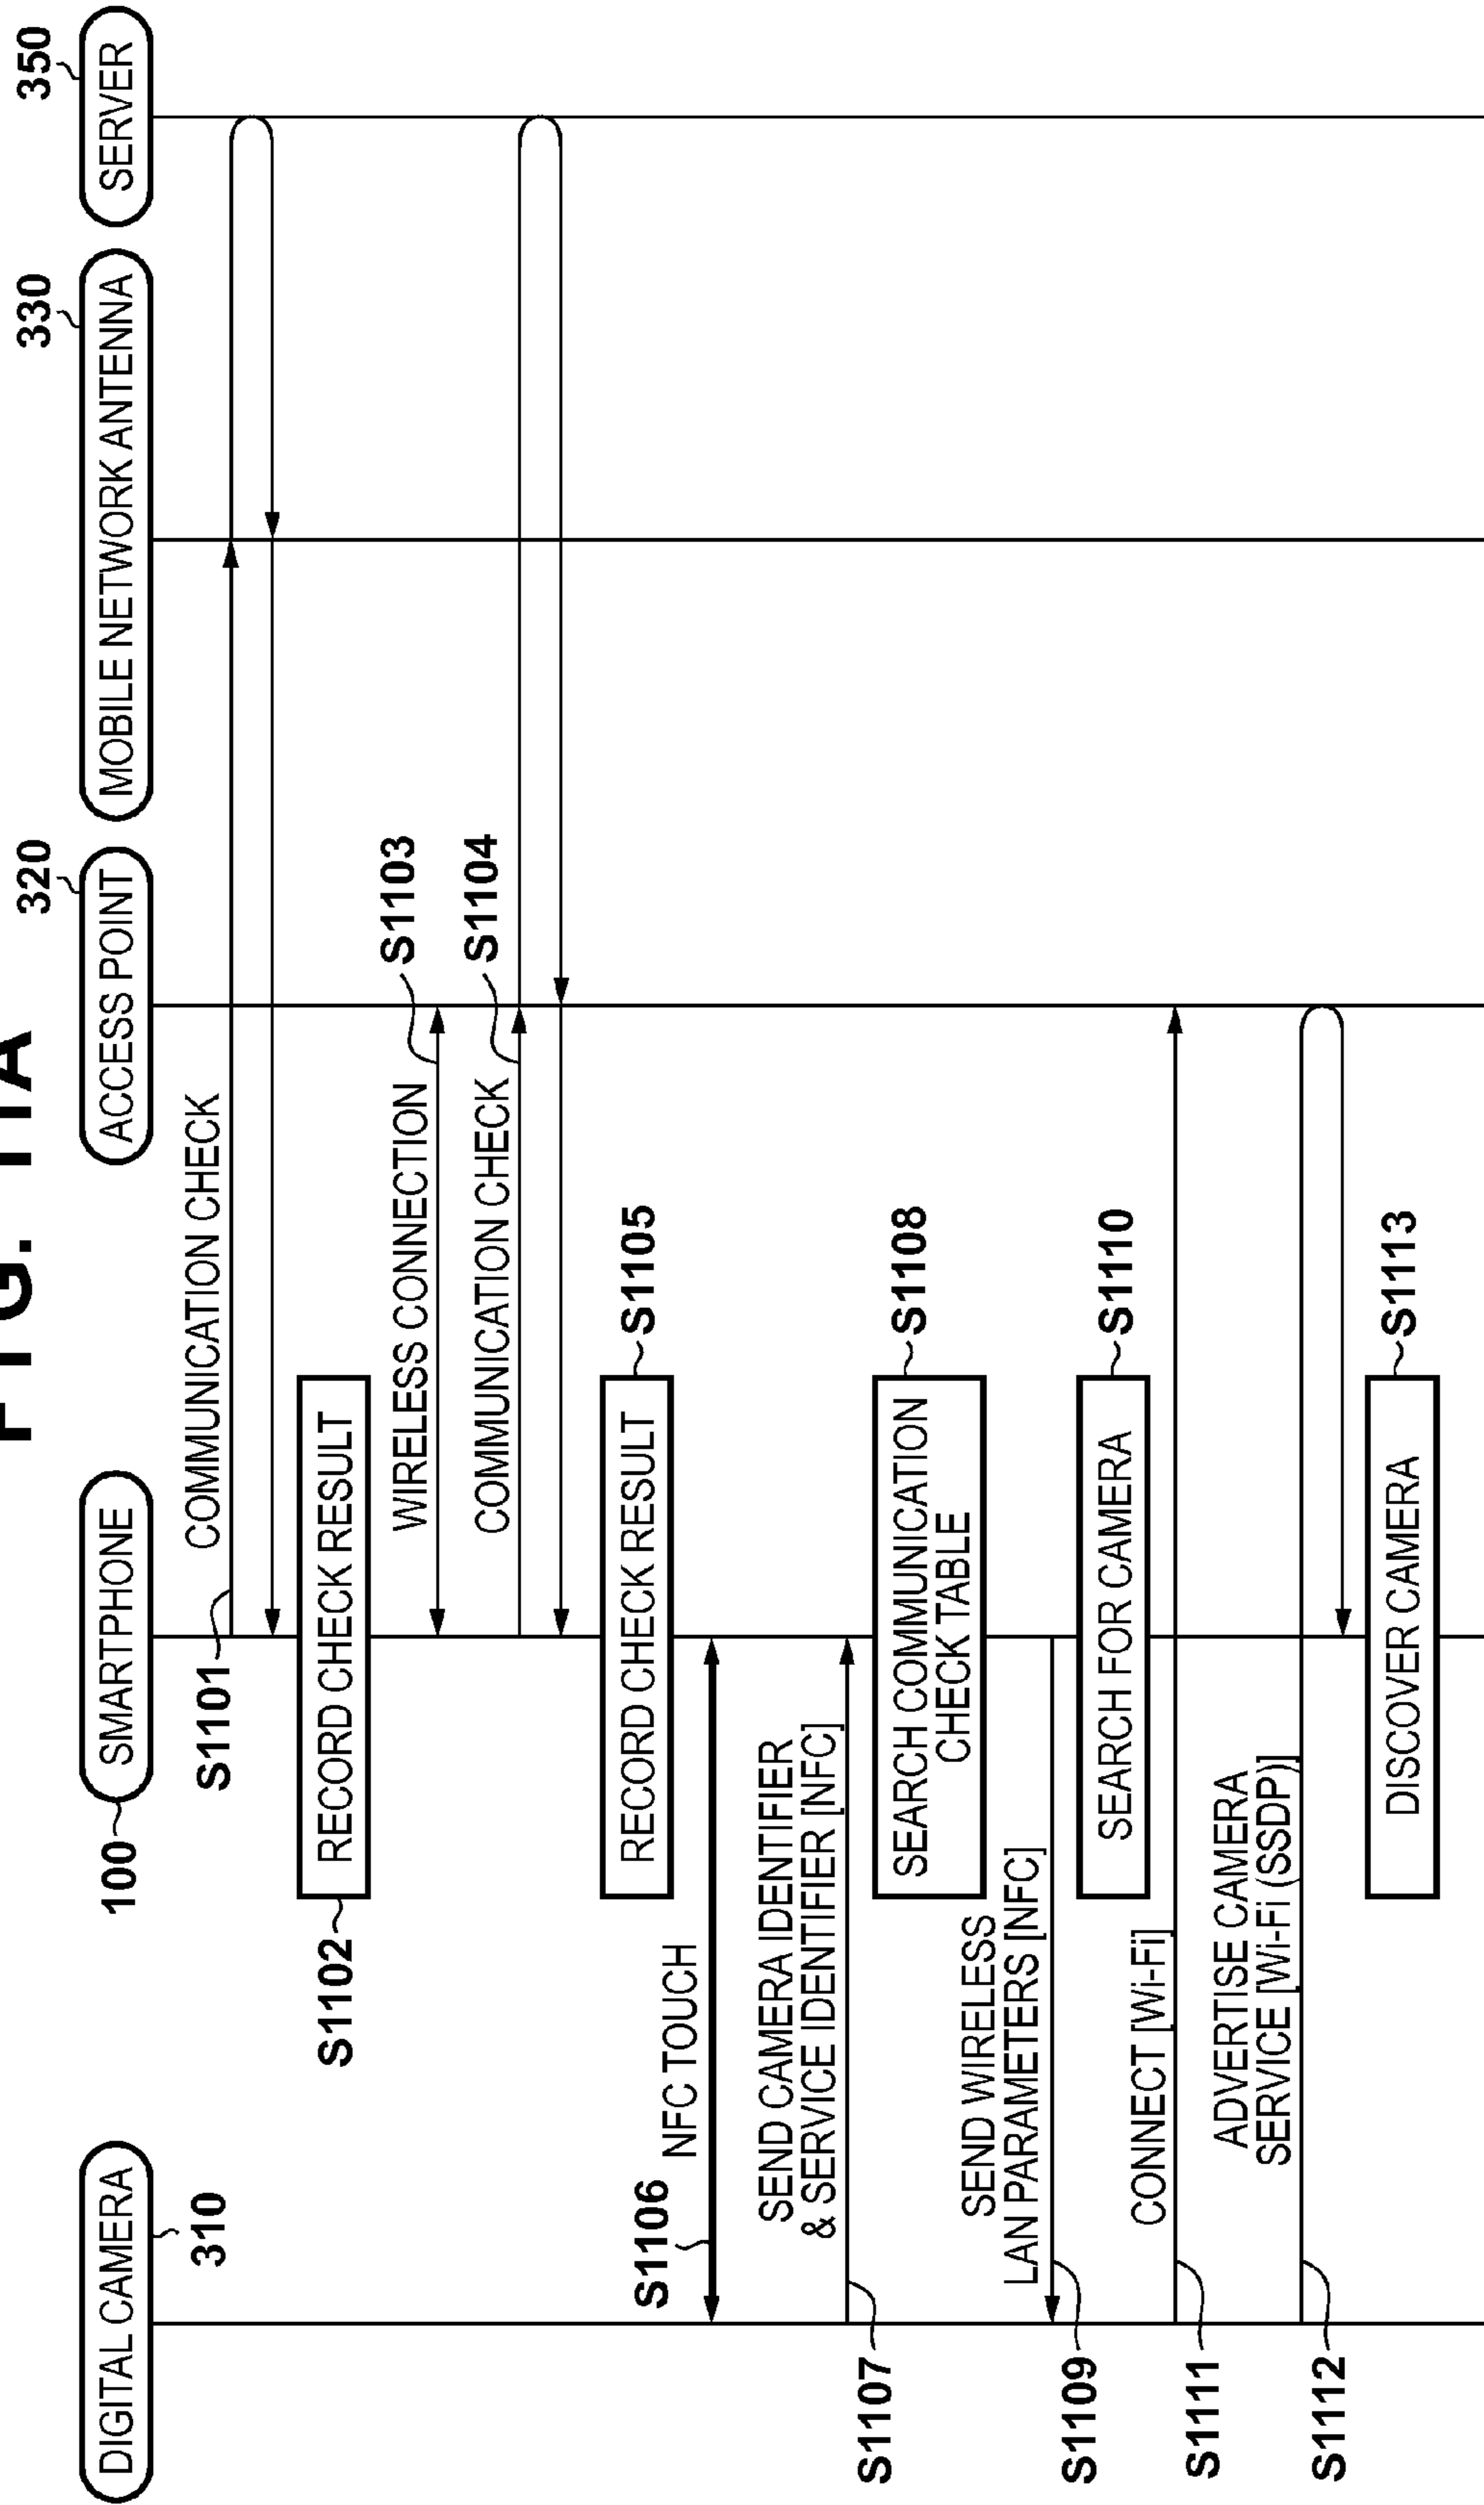 FIG. 11A
DIGITAL CAMERA
310
100
SMARTPHONE
ACCESS POINT
320
MOBILE NETWORK ANTENNA
330
SERVER
350
S1101
COMMUNICATION CHECK
S1102
RECORD CHECK RESULT
WIRELESS CONNECTION
S1103
COMMUNICATION CHECK
S1104
RECORD CHECK RESULT
S1105
S1106
NFC TOUCH
SEND CAMERA IDENTIFIER
& SERVICE IDENTIFIER [NFC]
S1107
SEARCH COMMUNICATION
CHECK TABLE
S1108
SEND WIRELESS
LAN PARAMETERS [NFC]
S1109
SEARCH FOR CAMERA
S1110
CONNECT [Wi-Fi]
S1111
ADVERTISE CAMERA
SERVICE [Wi-Fi (SSDP)]
S1112
DISCOVER CAMERA
S1113